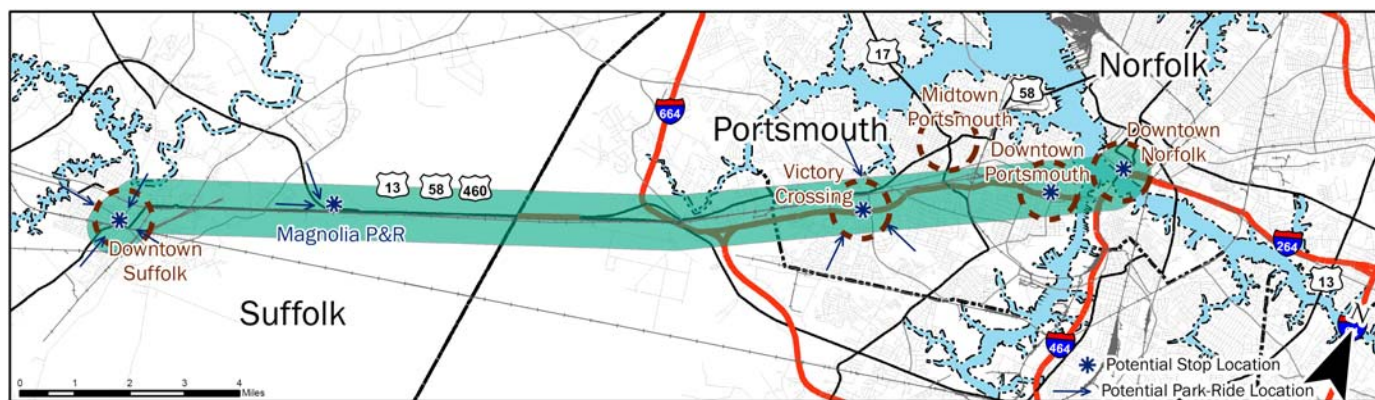 17
58
Norfolk
Midtown
Portsmouth
664
Portsmouth
Downtown
Norfolk
Downtown
Portsmouth
Victory
Crossing
13
58
460
Magnolia P&R
Downtown
Suffolk
264
13
Suffolk
N
464
Potential Stop Location
Potential Park-Ride Location
0
1
2
3
4
Miles